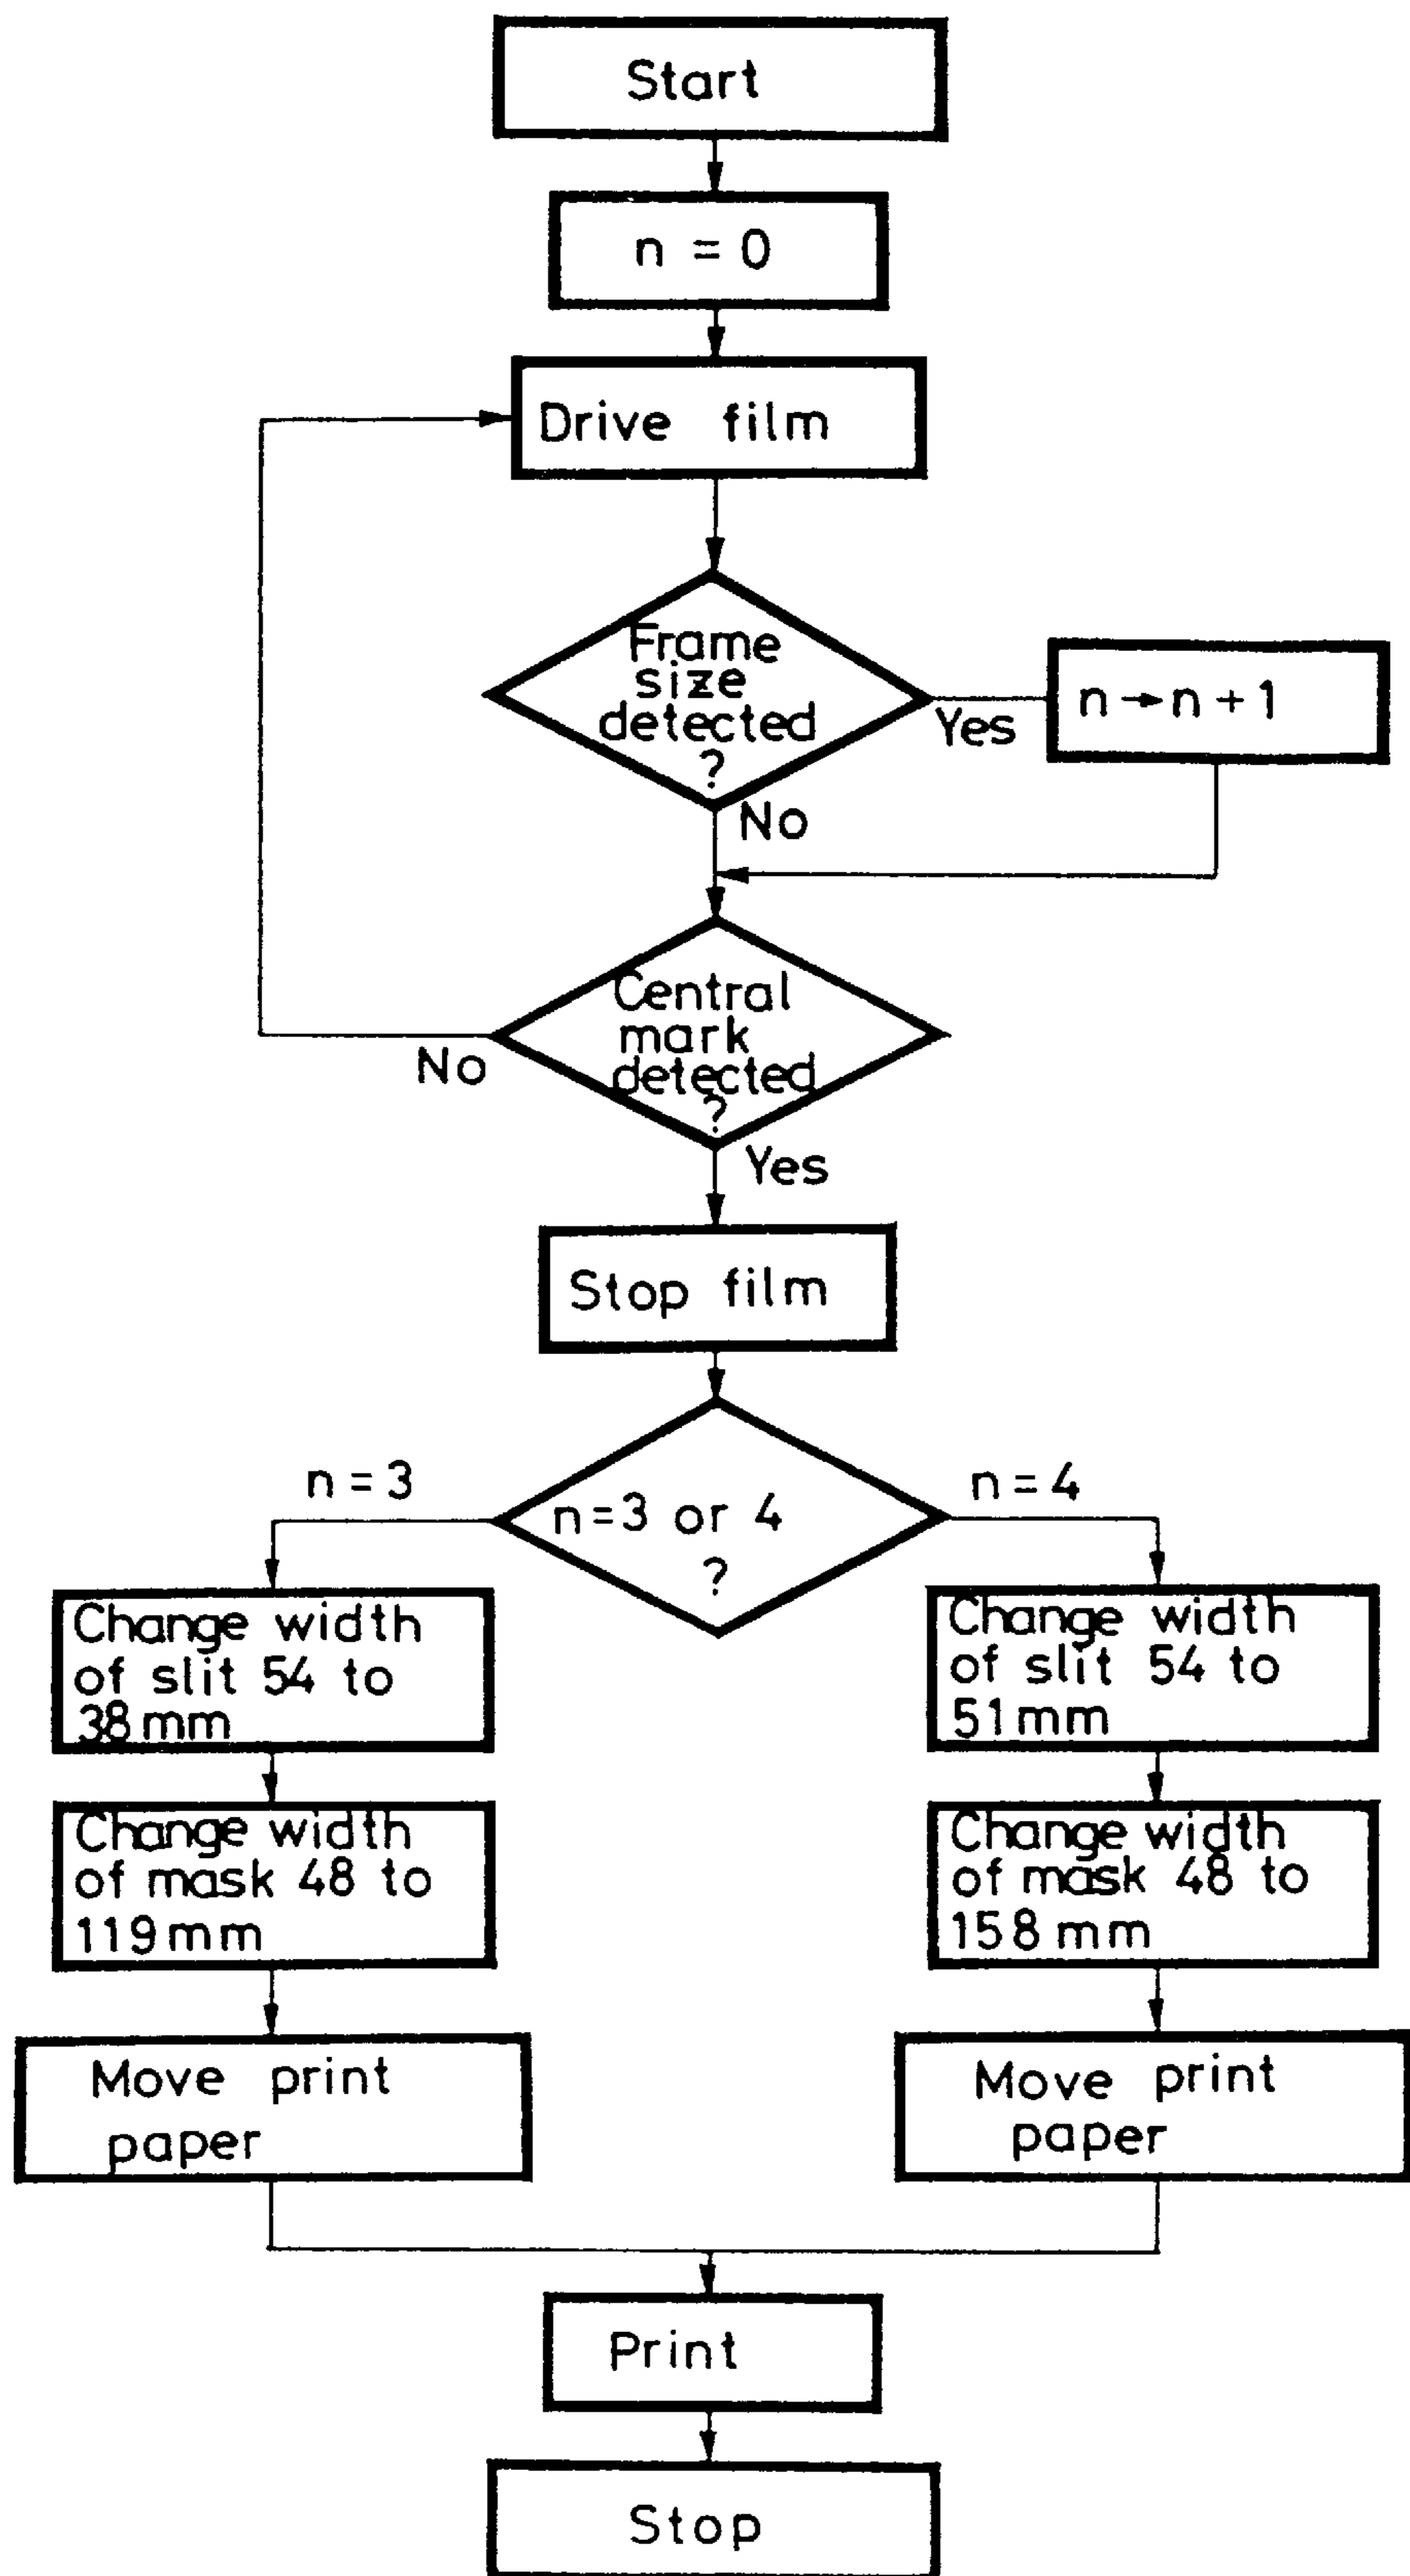 Start
n = 0
Drive film
Frame
size
detected
?
Yes
n → n + 1
No
Central
mark
detected
?
No
Yes
Stop film
n = 3
n = 3 or 4
?
n = 4
Change width
of slit 54 to
38 mm
Change width
of mask 48 to
119 mm
Move print
paper
Change width
of slit 54 to
51 mm
Change width
of mask 48 to
158 mm
Move print
paper
Print
Stop